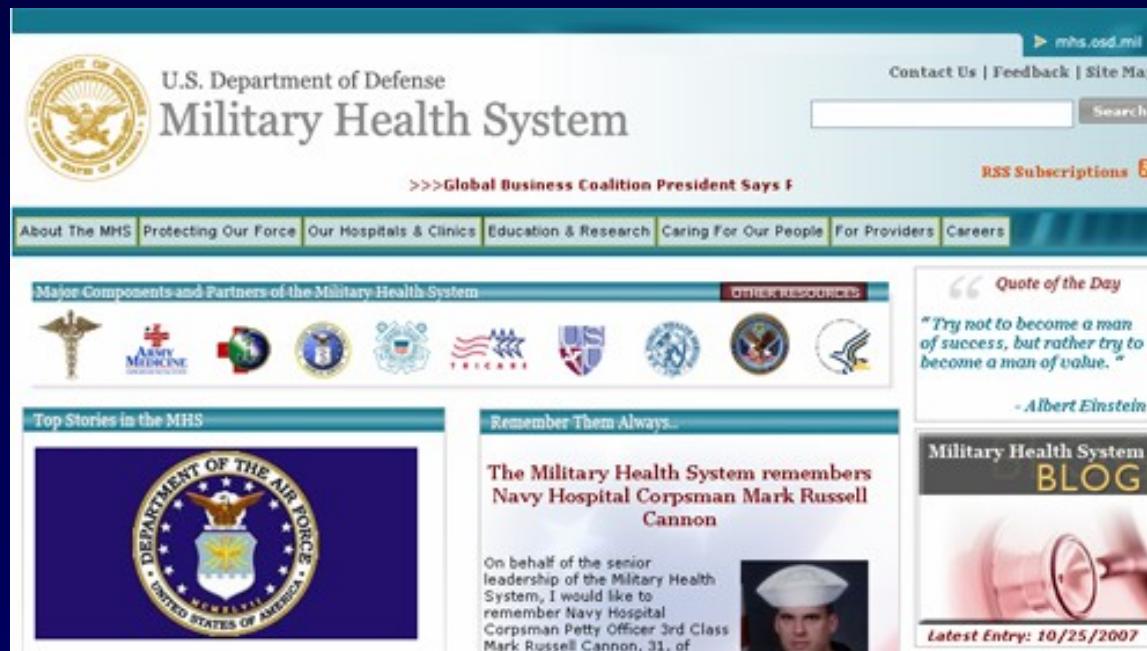 mhs.osd.mil
Contact Us | Feedback | Site Ma
U.S. Department of Defense
Military Health System
Search
RSS Subscriptions
>>>Global Business Coalition President Says F
About The MHS Protecting Our Force Our Hospitals & Clinics Education & Research Caring For Our People For Providers Careers
Major Components and Partners of the Military Health System
OTHER RESOURCES
ARMY MEDICINE
TRICARE
Quote of the Day
"Try not to become a man
of success, but rather try to
become a man of value."
- Albert Einstein
Top Stories in the MHS
DEPARTMENT OF THE AIR FORCE
MCMXLVII
UNITED STATES OF AMERICA
Remember Them Always..
The Military Health System remembers
Navy Hospital Corpsman Mark Russell
Cannon
On behalf of the senior
leadership of the Military Health
System, I would like to
remember Navy Hospital
Corpsman Petty Officer 3rd Class
Mark Russell Cannon, 31, of
Military Health System
BLOG
Latest Entry: 10/25/2007